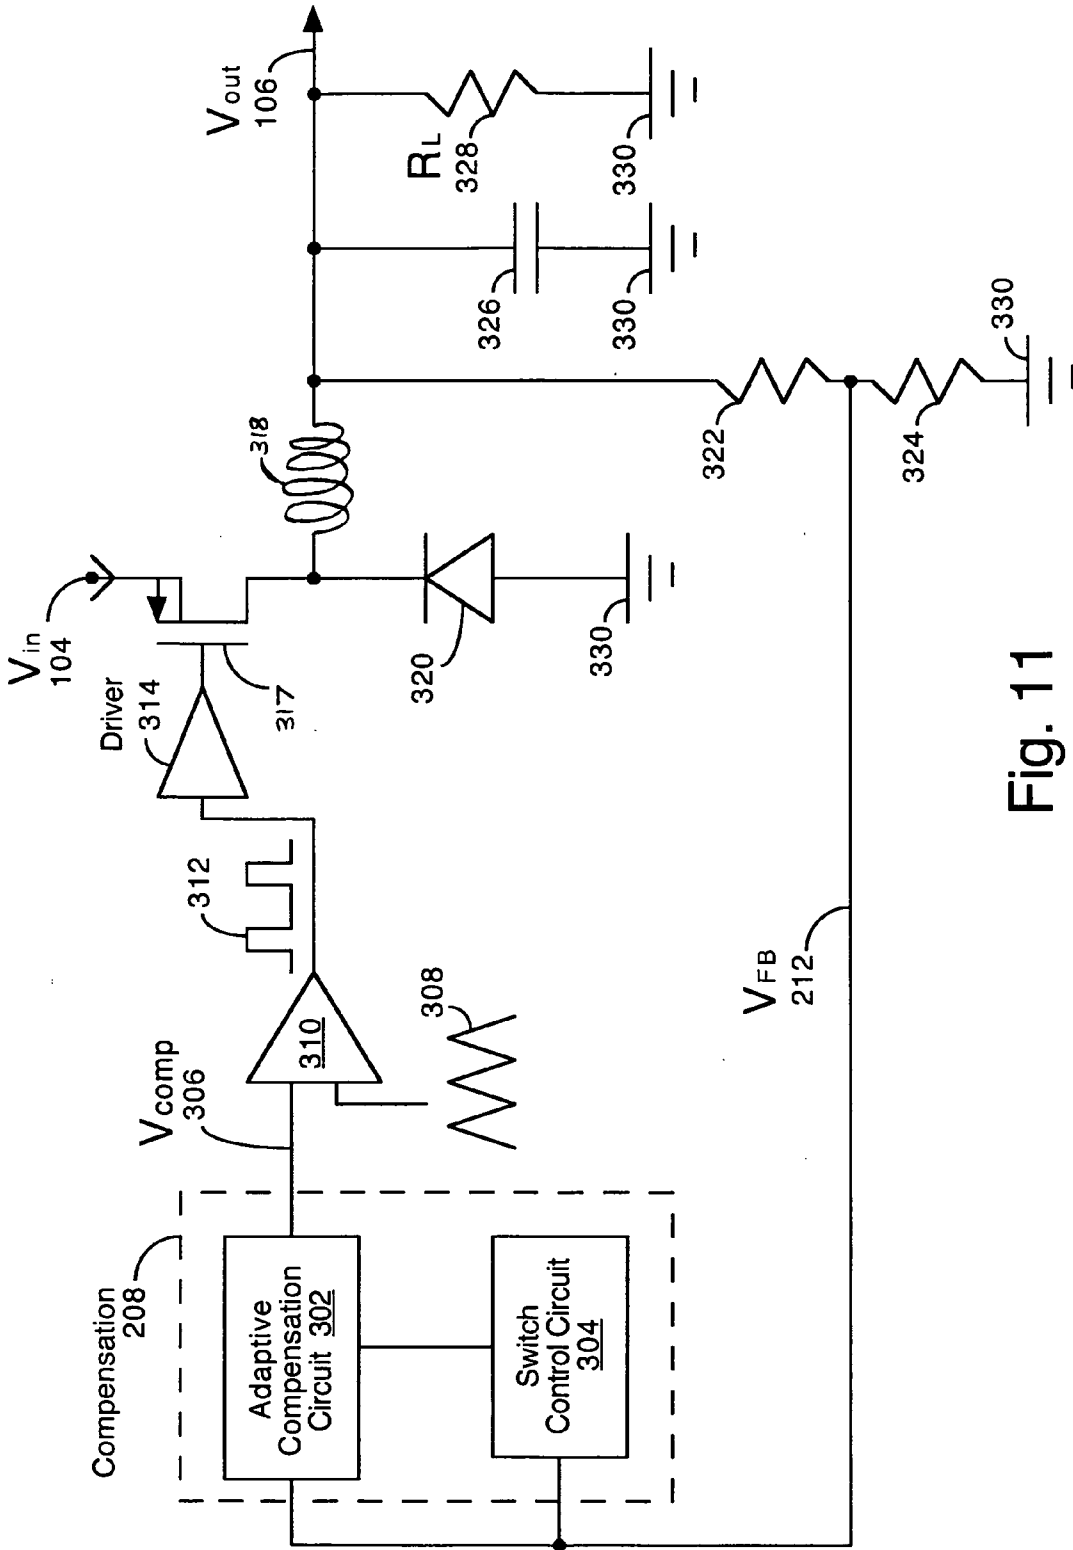 Compensation
208
Adaptive
Compensation
Circuit 302
Switch
Control Circuit
304
Vcomp
306
310
308
312
Driver
314
Vin
104
317
318
320
330
Vout
106
RL
328
330
326
330
322
324
330
VFB
212
Fig. 11